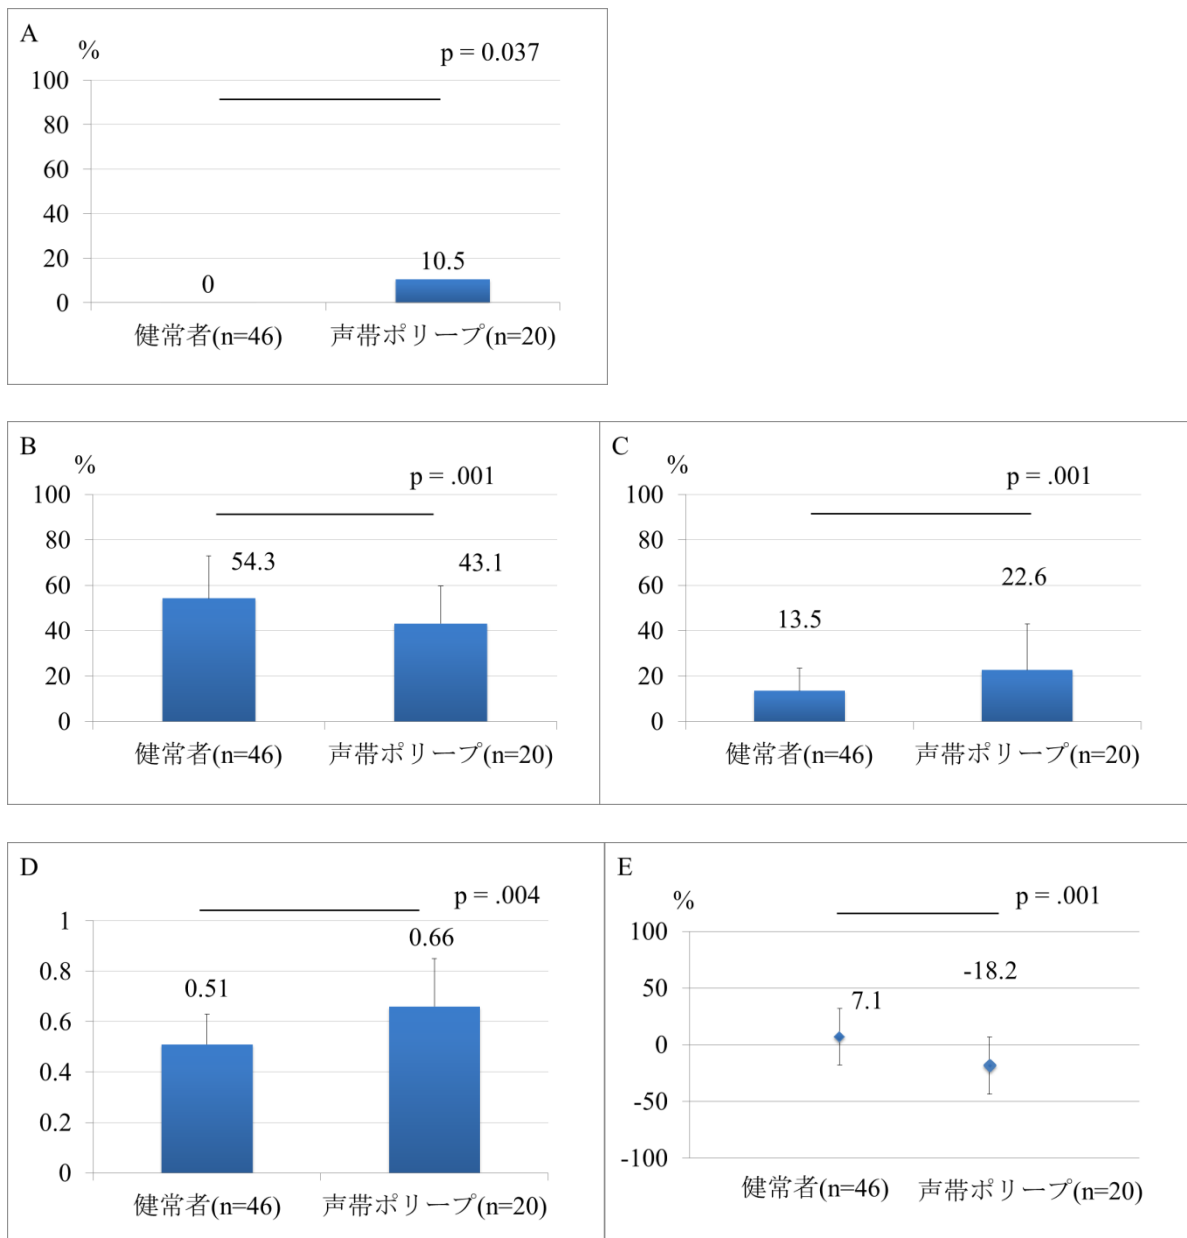 A
%
p = 0.037
100
80
60
40
20
0
0
10.5
健常者(n=46)
声帯ポリープ(n=20)
B
%
p = .001
100
80
60
40
20
0
54.3
43.1
健常者(n=46)
声帯ポリープ(n=20)
C
%
p = .001
100
80
60
40
20
0
13.5
22.6
健常者(n=46)
声帯ポリープ(n=20)
D
p = .004
1
0.8
0.6
0.4
0.2
0
0.51
0.66
健常者(n=46)
声帯ポリープ(n=20)
E
%
p = .001
100
50
0
-50
-100
7.1
-18.2
健常者(n=46)
声帯ポリープ(n=20)